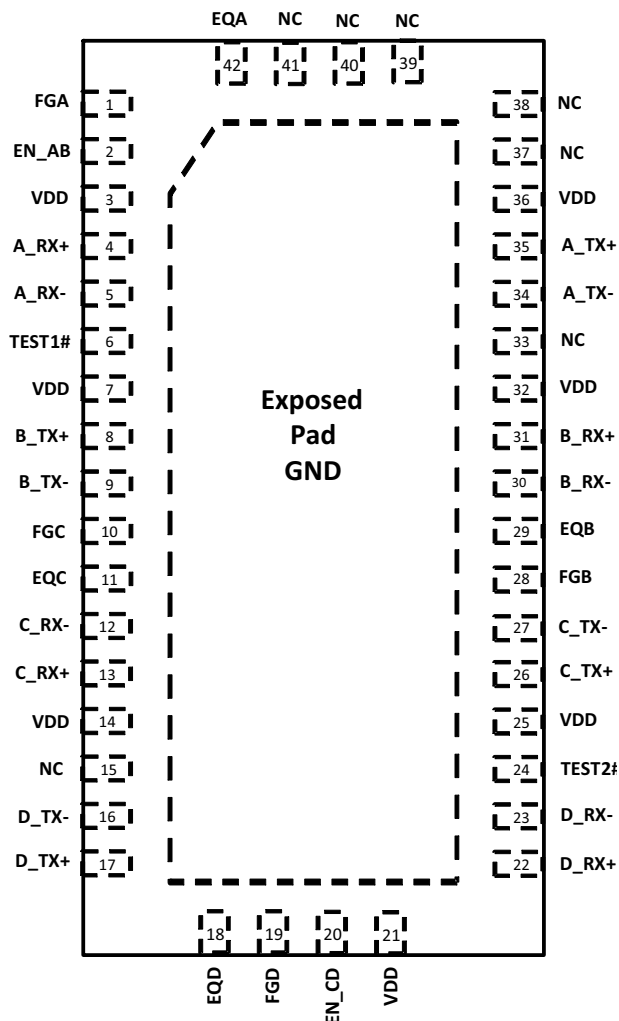 EQA NC NC NC
42 41 40 39
FGA 1 38 NC
EN_AB 2 37 NC
VDD 3 36 VDD
A_RX+ 4 35 A_TX+
A_RX- 5 34 A_TX-
TEST1# 6 33 NC
VDD 7 32 VDD
B_TX+ 8 31 B_RX+
B_TX- 9 30 B_RX-
FGC 10 29 EQB
EQC 11 28 FGB
C_RX- 12 27 C_TX-
C_RX+ 13 26 C_TX+
VDD 14 25 VDD
NC 15 24 TEST2#
D_TX- 16 23 D_RX-
D_TX+ 17 22 D_RX+
Exposed
Pad
GND
18 19 20 21
EQD FGD EN_CD VDD